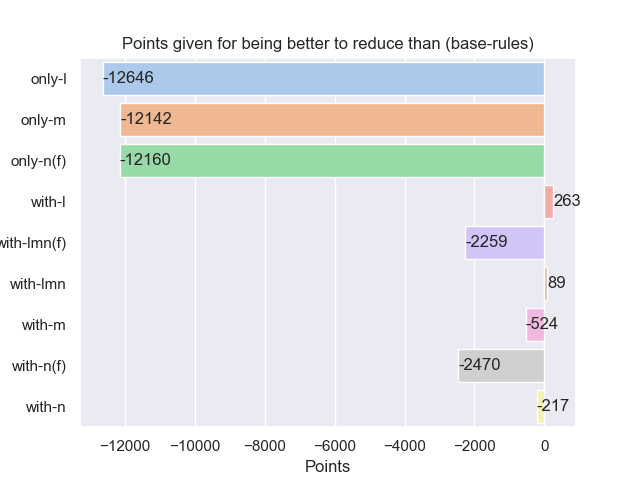 Points given for being better to reduce than (base-rules)
only-l -12646
only-m -12142
only-n(f) -12160
with-l 263
with-lmn(f) -2259
with-lmn 89
with-m -524
with-n(f) -2470
with-n -217
−12000 −10000 −8000 −6000 −4000 −2000 0
Points